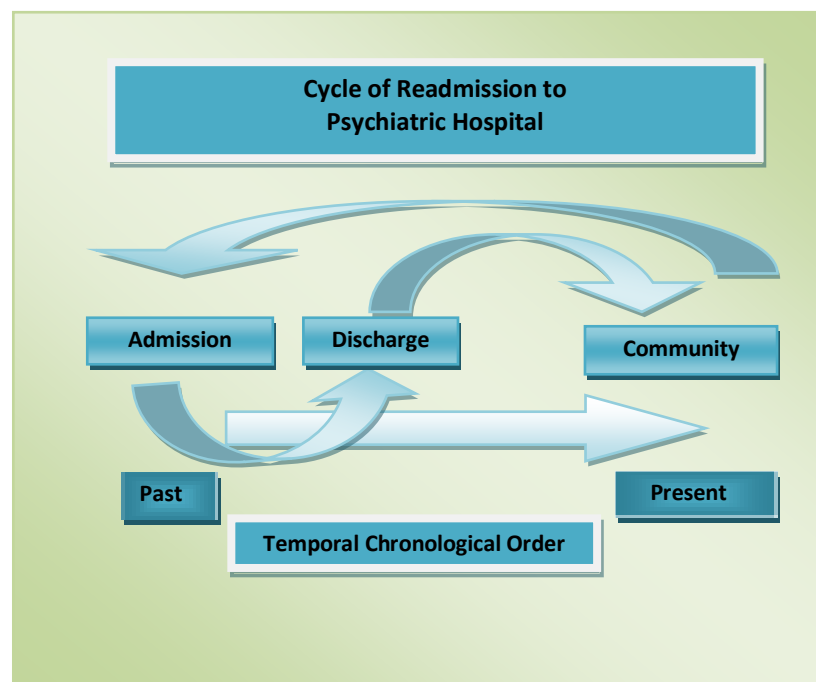 Cycle of Readmission to
Psychiatric Hospital
Admission
Discharge
Community
Past
Present
Temporal Chronological Order